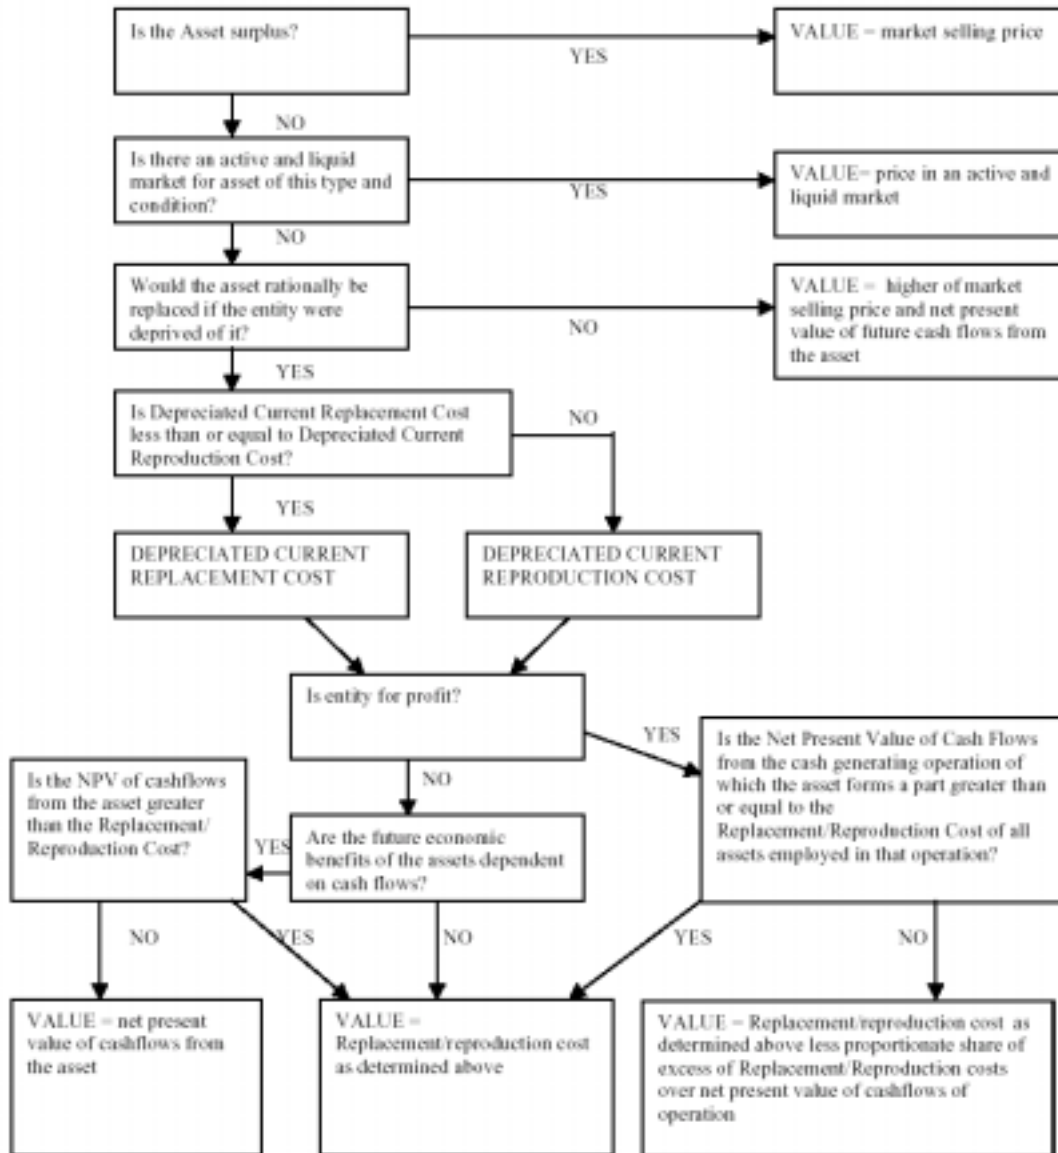 Is the Asset surplus?
YES
VALUE = market selling price
NO
Is there an active and liquid
market for asset of this type and
condition?
YES
VALUE= price in an active and
liquid market
NO
Would the asset rationally be
replaced if the entity were
deprived of it?
NO
VALUE = higher of market
selling price and net present
value of future cash flows from
the asset
YES
Is Depreciated Current Replacement Cost
less than or equal to Depreciated Current
Reproduction Cost?
NO
YES
DEPRECIATED CURRENT
REPLACEMENT COST
DEPRECIATED CURRENT
REPRODUCTION COST
Is entity for profit?
YES
NO
Is the Net Present Value of Cash Flows
from the cash generating operation of
which the asset forms a part greater than
or equal to the
Replacement/Reproduction Cost of all
assets employed in that operation?
Is the NPV of cashflows
from the asset greater
than the Replacement/
Reproduction Cost?
YES
Are the future economic
benefits of the assets dependent
on cash flows?
NO
YES
NO
YES
NO
VALUE = net present
value of cashflows from
the asset
VALUE =
Replacement/reproduction cost
as determined above
VALUE = Replacement/reproduction cost as
determined above less proportionate share of
excess of Replacement/Reproduction costs
over net present value of cashflows of
operation